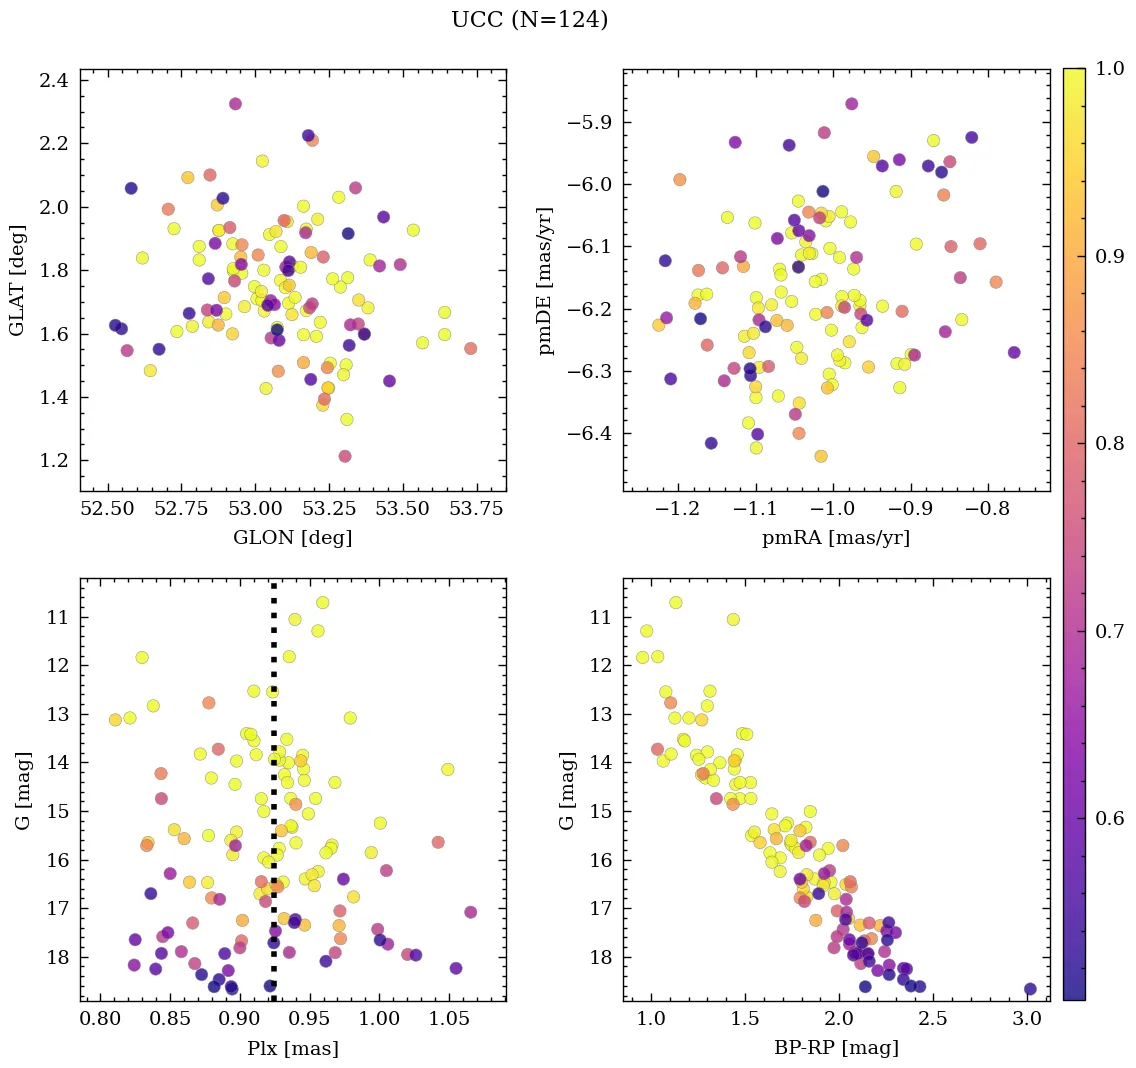 UCC (N=124)
2.4
2.2
2.0
1.8
1.6
1.4
1.2
GLAT [deg]
52.50 52.75 53.00 53.25 53.50 53.75
GLON [deg]
−5.9
−6.0
−6.1
−6.2
−6.3
−6.4
pmDE [mas/yr]
−1.2 −1.1 −1.0 −0.9 −0.8
pmRA [mas/yr]
11
12
13
14
15
16
17
18
G [mag]
0.80 0.85 0.90 0.95 1.00 1.05
Plx [mas]
11
12
13
14
15
16
17
18
G [mag]
1.0 1.5 2.0 2.5 3.0
BP-RP [mag]
1.0
0.9
0.8
0.7
0.6